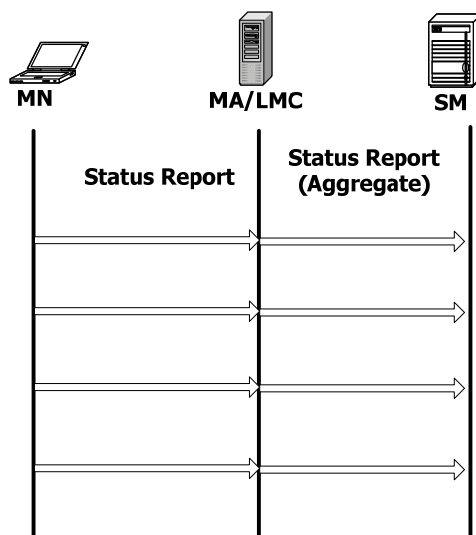 MN
MA/LMC
SM
Status Report
Status Report
(Aggregate)